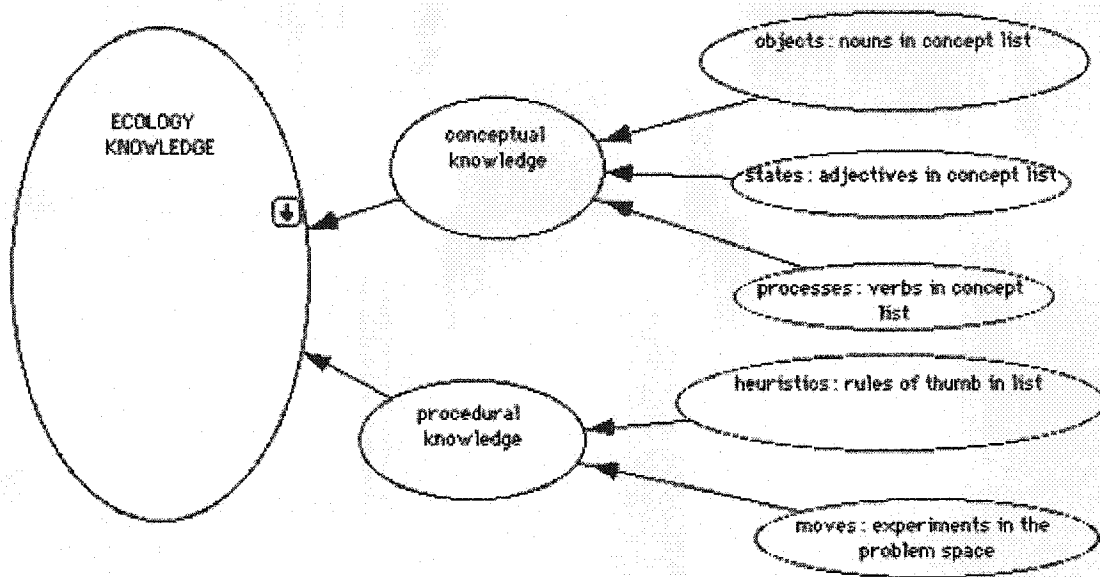 objects: nouns in concept list
ECOLOGY
KNOWLEDGE
conceptual
knowledge
states: adjectives in concept list
processes: verbs in concept
list
heuristics: rules of thumb in list
procedural
knowledge
moves: experiments in the
problem space